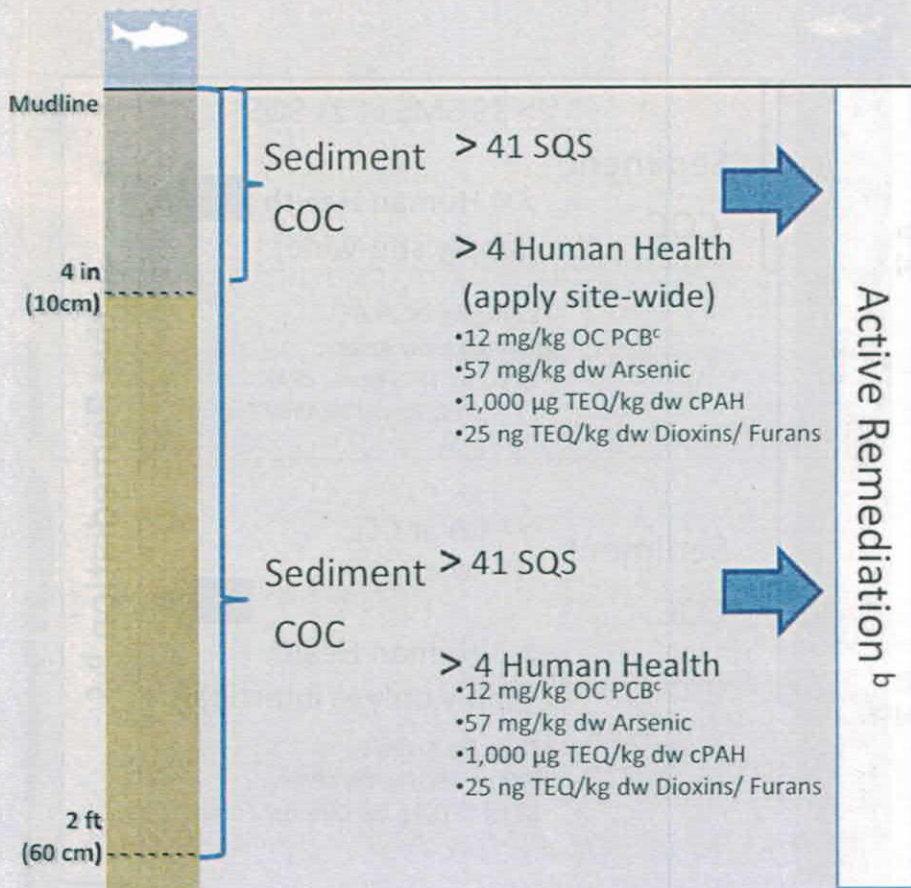 Mudline
Sediment
COC
> 41 SQS
> 4 Human Health
(apply site-wide)
•12 mg/kg OC PCBᶜ
•57 mg/kg dw Arsenic
•1,000 µg TEQ/kg dw cPAH
•25 ng TEQ/kg dw Dioxins/ Furans
4 in
(10cm)
Sediment
COC
> 41 SQS
> 4 Human Health
•12 mg/kg OC PCBᶜ
•57 mg/kg dw Arsenic
•1,000 µg TEQ/kg dw cPAH
•25 ng TEQ/kg dw Dioxins/ Furans
2 ft
(60 cm)
Active Remediation ᵇ